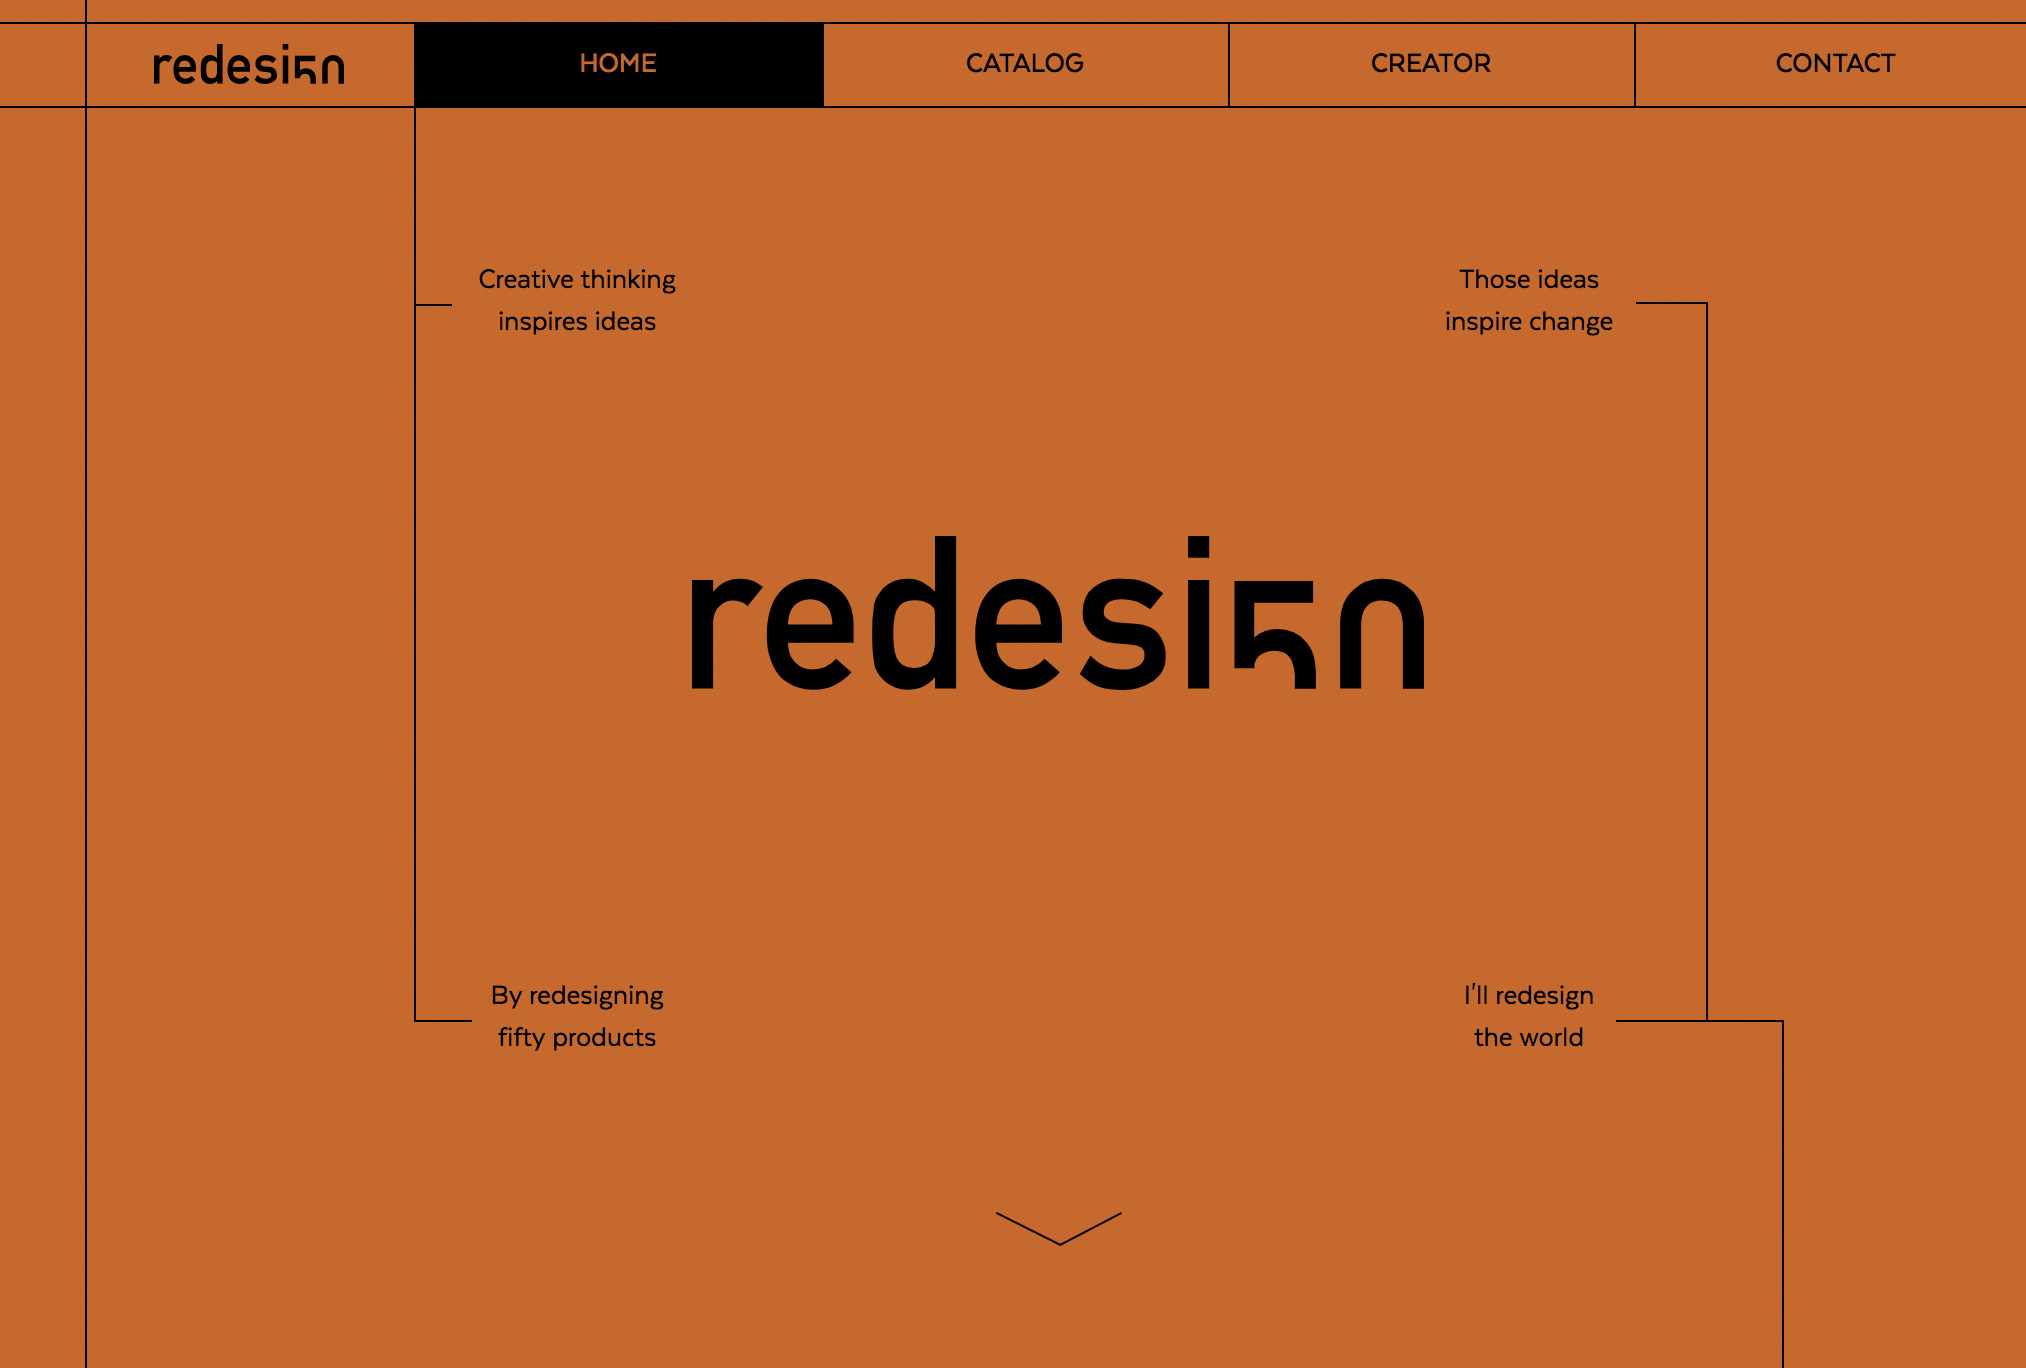 redesi5n
HOME
CATALOG
CREATOR
CONTACT
Creative thinking
inspires ideas
Those ideas
inspire change
redesi5n
By redesigning
fifty products
I'll redesign
the world